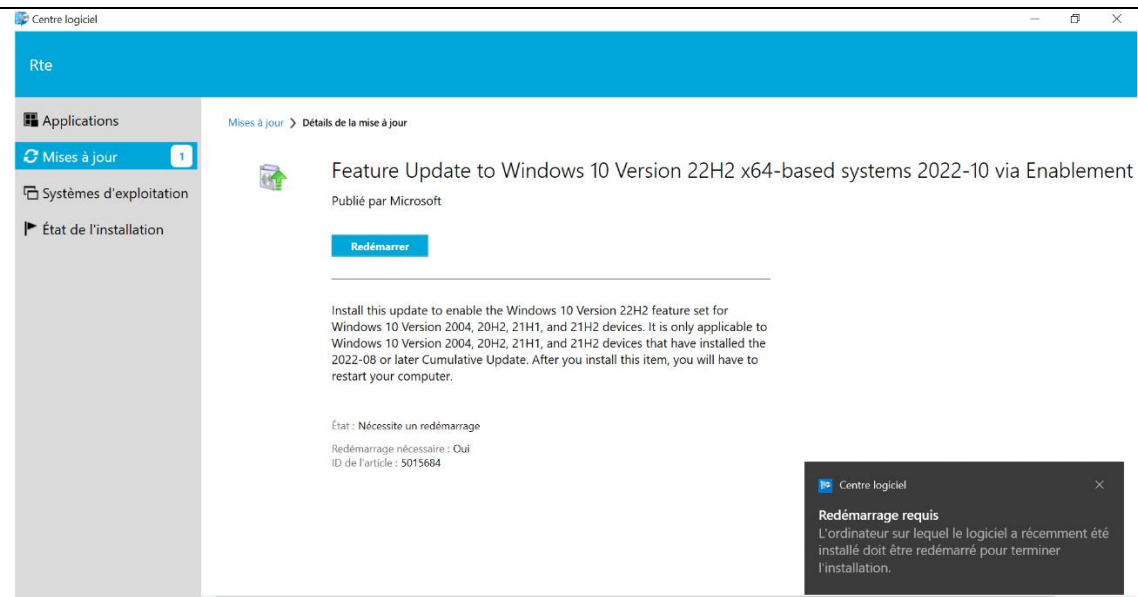 Centre logiciel
Rte
Applications
Mises à jour 1
Systèmes d'exploitation
État de l'installation
Mises à jour ❯ Détails de la mise à jour
Feature Update to Windows 10 Version 22H2 x64-based systems 2022-10 via Enablement
Publié par Microsoft
Redémarrer
Install this update to enable the Windows 10 Version 22H2 feature set for
Windows 10 Version 2004, 20H2, 21H1, and 21H2 devices. It is only applicable to
Windows 10 Version 2004, 20H2, 21H1, and 21H2 devices that have installed the
2022-08 or later Cumulative Update. After you install this item, you will have to
restart your computer.
État : Nécessite un redémarrage
Redémarrage nécessaire : Oui
ID de l'article : 5015684
Centre logiciel
Redémarrage requis
L'ordinateur sur lequel le logiciel a récemment été
installé doit être redémarré pour terminer
l'installation.